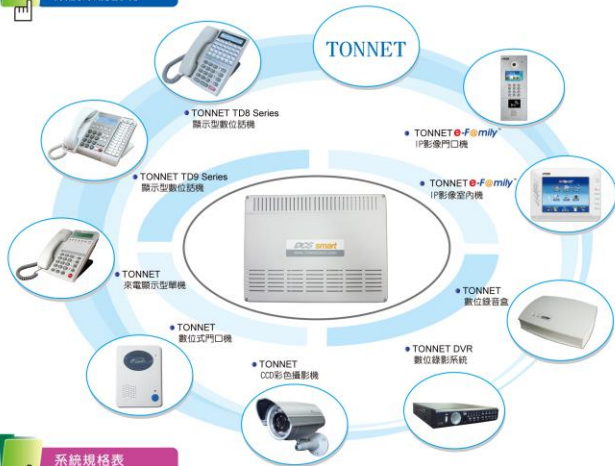 TONNET
TONNET TD8 Series
顯示型數位話機
TONNET e-F@mily
IP影像門口機
TONNET TD9 Series
顯示型數位話機
TONNET e-F@mily
IP影像室內機
DCS smart
TONNET
來電顯示型單機
TONNET
數位錄音盒
TONNET
數位式門口機
TONNET DVR
數位錄影系統
TONNET
CCD彩色攝影機
系統規格表